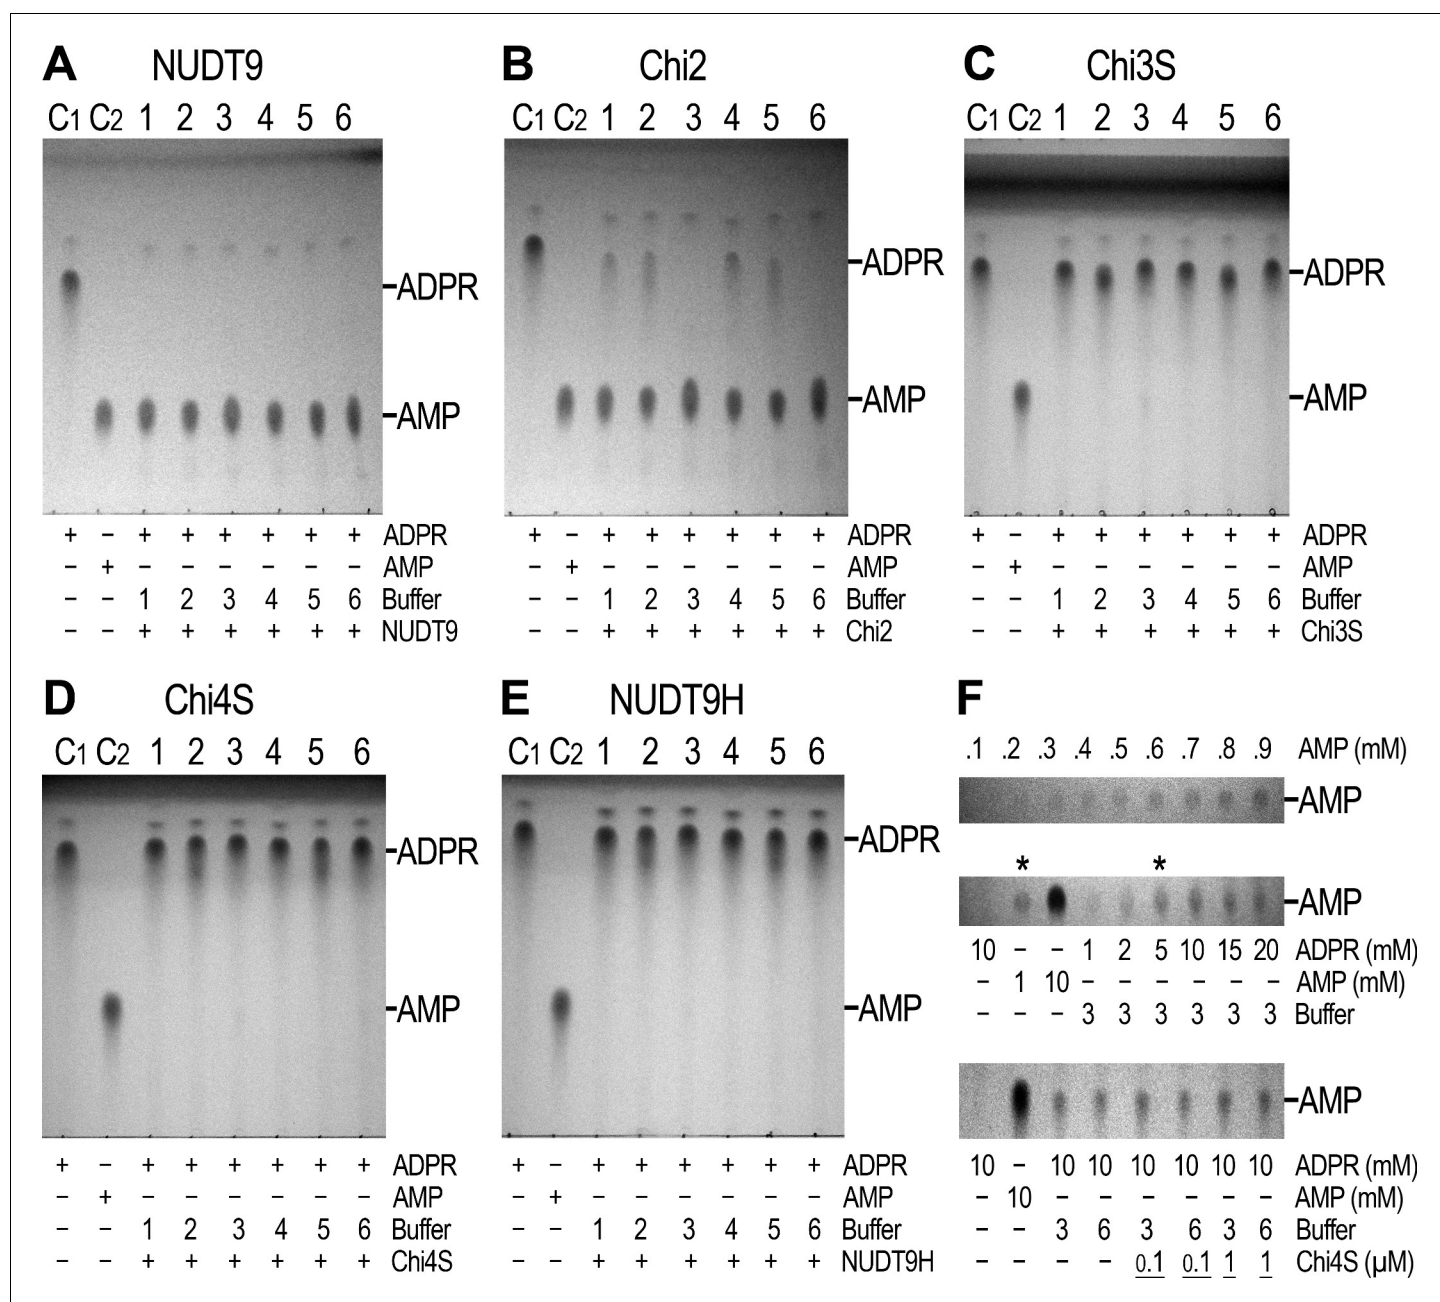 A NUDT9
C1 C2 1 2 3 4 5 6
ADPR
AMP
+ − + + + + + + ADPR
− + − − − − − − AMP
− − 1 2 3 4 5 6 Buffer
− − + + + + + + NUDT9
B Chi2
C1 C2 1 2 3 4 5 6
ADPR
AMP
+ − + + + + + + ADPR
− + − − − − − − AMP
− − 1 2 3 4 5 6 Buffer
− − + + + + + + Chi2
C Chi3S
C1 C2 1 2 3 4 5 6
ADPR
AMP
+ − + + + + + + ADPR
− + − − − − − − AMP
− − 1 2 3 4 5 6 Buffer
− − + + + + + + Chi3S
D Chi4S
C1 C2 1 2 3 4 5 6
ADPR
AMP
+ − + + + + + + ADPR
− + − − − − − − AMP
− − 1 2 3 4 5 6 Buffer
− − + + + + + + Chi4S
E NUDT9H
C1 C2 1 2 3 4 5 6
ADPR
AMP
+ − + + + + + + ADPR
− + − − − − − − AMP
− − 1 2 3 4 5 6 Buffer
− − + + + + + + NUDT9H
F
.1 .2 .3 .4 .5 .6 .7 .8 .9 AMP (mM)
AMP
* *
AMP
10 − − 1 2 5 10 15 20 ADPR (mM)
− 1 10 − − − − − − AMP (mM)
− − − 3 3 3 3 3 3 Buffer
AMP
10 − 10 10 10 10 10 10 ADPR (mM)
− 10 − − − − − − AMP (mM)
− − 3 6 3 6 3 6 Buffer
− − − − 0.1 0.1 1 1 Chi4S (µM)